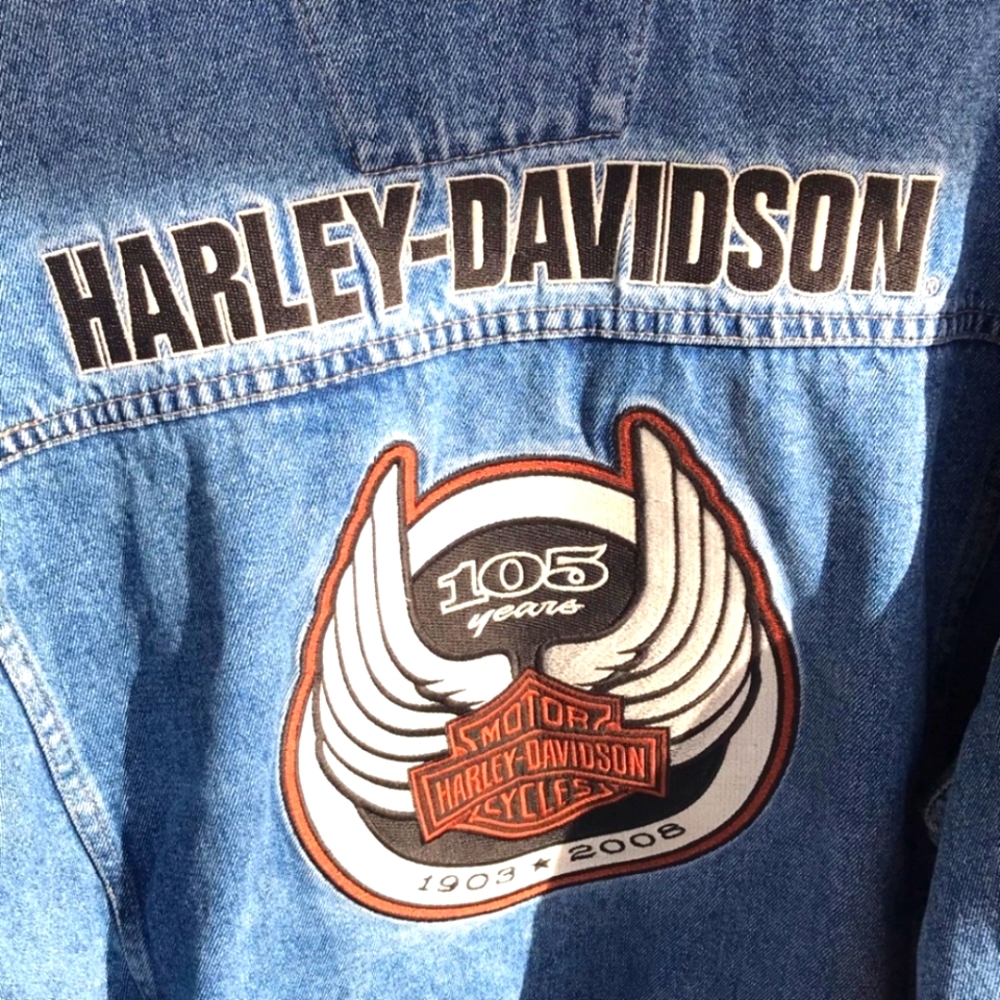 HARLEY-DAVIDSON®
105
years
MOTOR
HARLEY-DAVIDSON
CYCLES
1903 ★ 2008